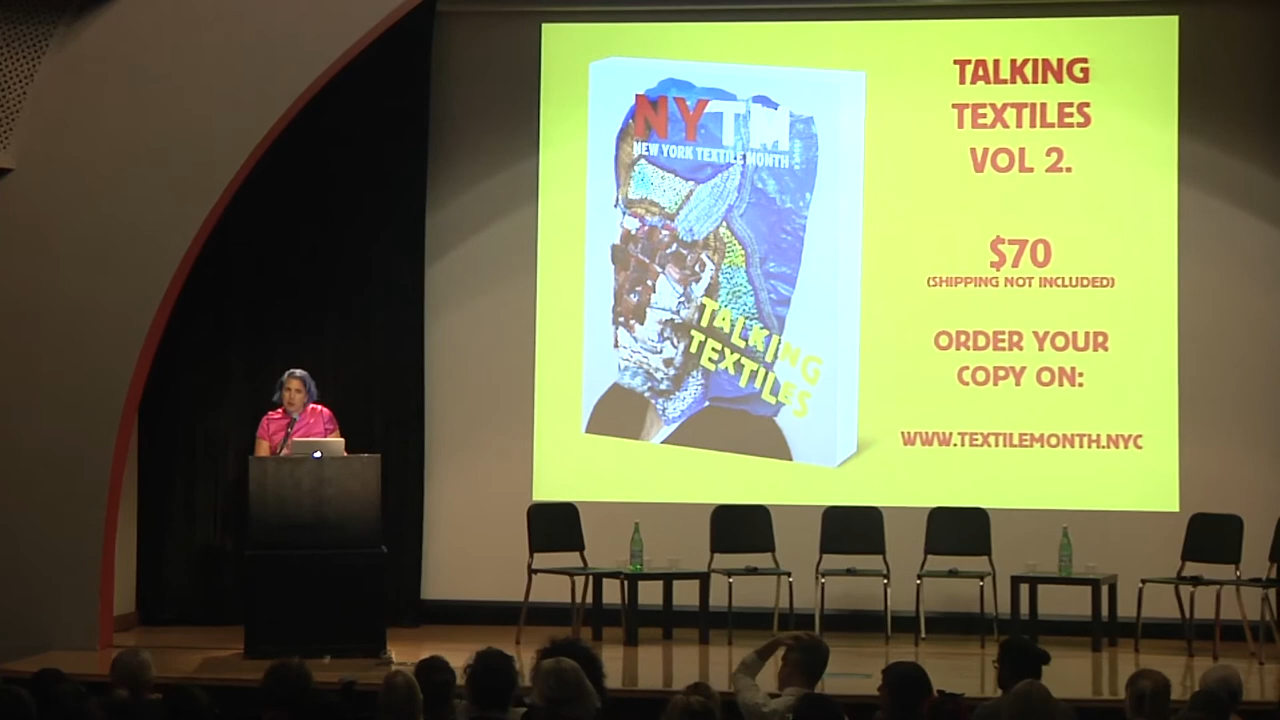 NYTM
NEW YORK TEXTILE MONTH
TALKING
TEXTILES
TALKING
TEXTILES
VOL 2.
$70
(SHIPPING NOT INCLUDED)
ORDER YOUR
COPY ON:
WWW.TEXTILEMONTH.NYC